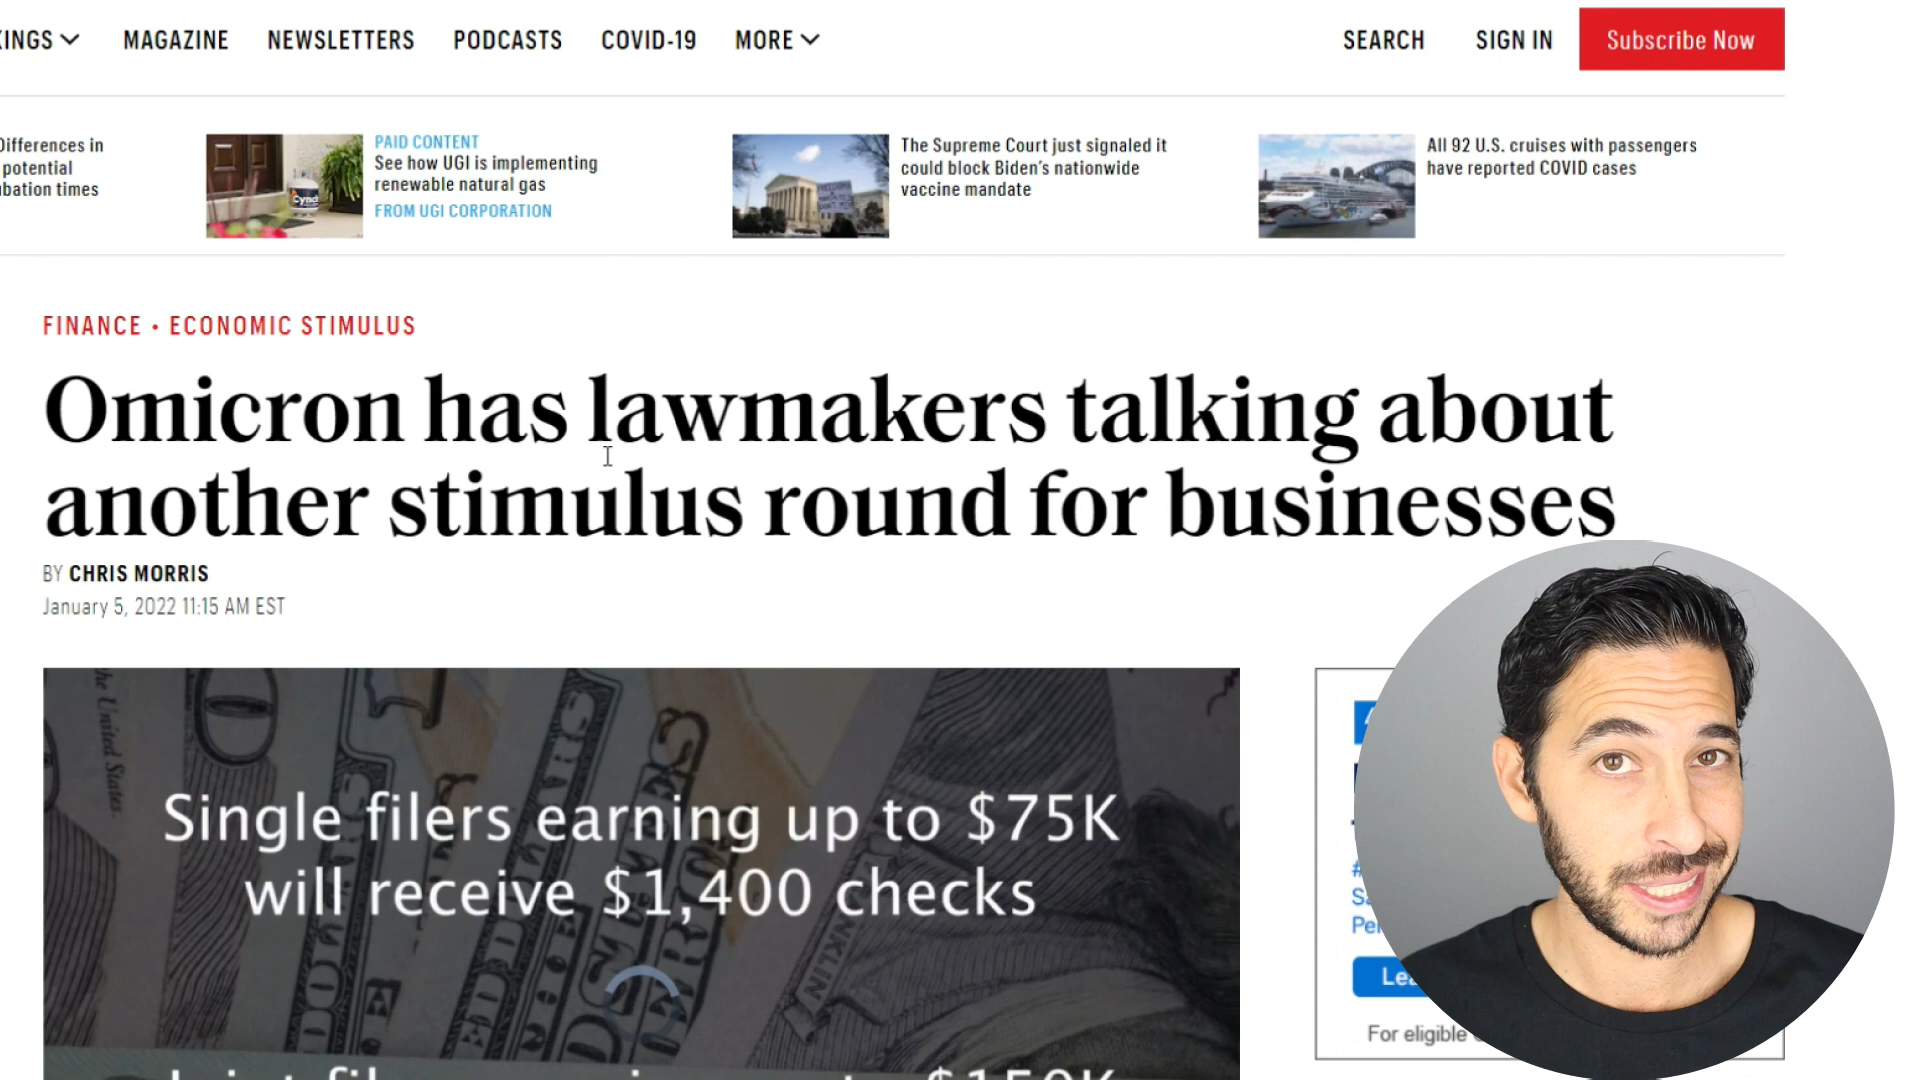 MAGAZINE NEWSLETTERS PODCASTS COVID-19 MORE SEARCH SIGN IN Subscribe Now
Differences in
potential
PAID CONTENT
See how UGI is implementing
renewable natural gas
FROM UGI CORPORATION
The Supreme Court just signaled it
could block Biden's nationwide
vaccine mandate
All 92 U.S. cruises with passengers
have reported COVID cases
times
FINANCE • ECONOMIC STIMULUS
Omicron has lawmakers talking about
another stimulus round for businesses
BY CHRIS MORRIS
January 5, 2022 11:15 AM EST
Single filers earning up to $75K
will receive $1,400 checks
For eligible